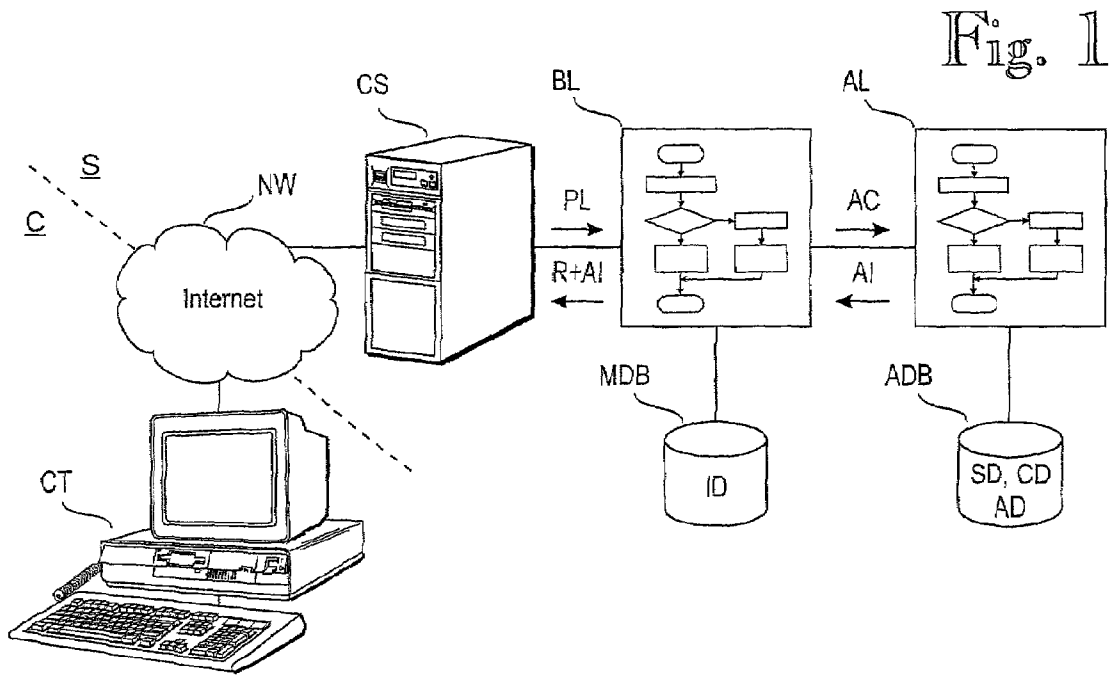 Fig. 1
CS
BL
AL
S
NW
C
PL
AC
Internet
R+AI
AI
MDB
ADB
CT
ID
SD, CD
AD